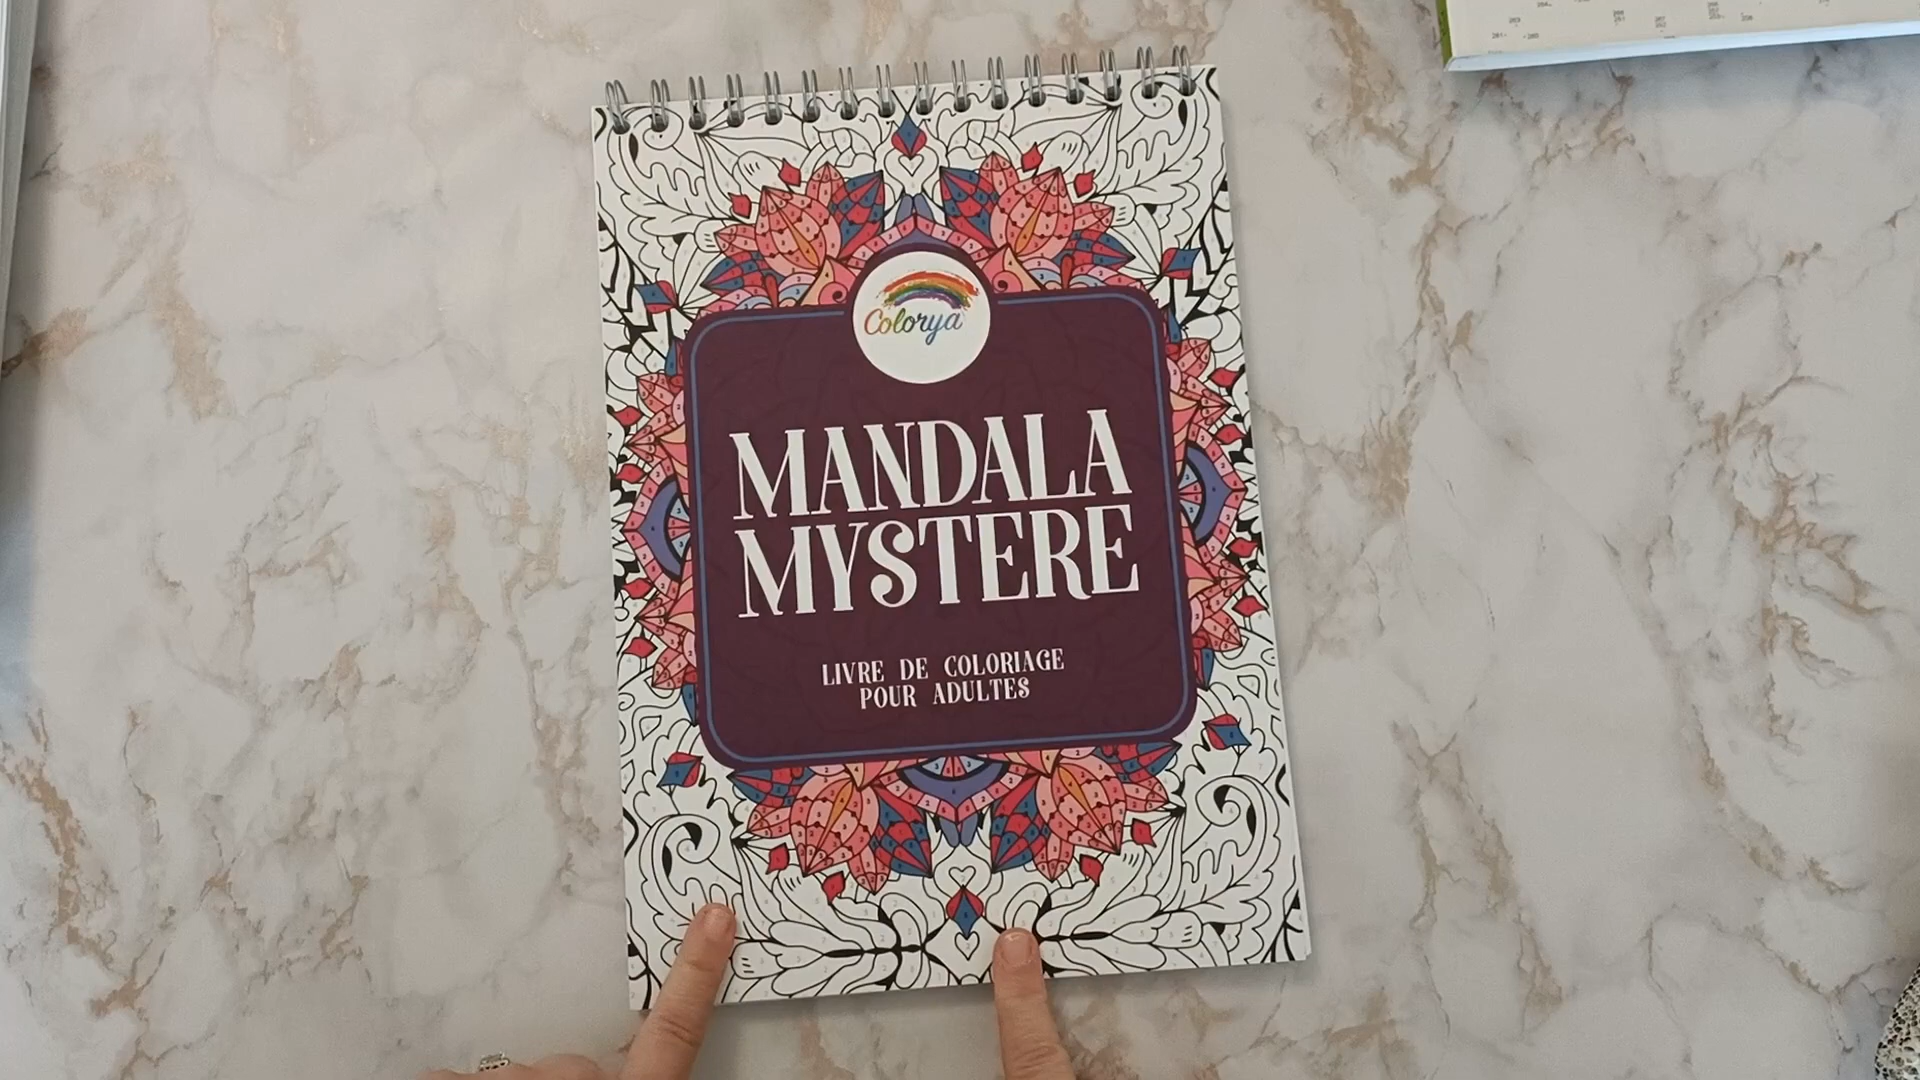 Colorya
MANDALA
MYSTERE
LIVRE DE COLORIAGE
POUR ADULTES